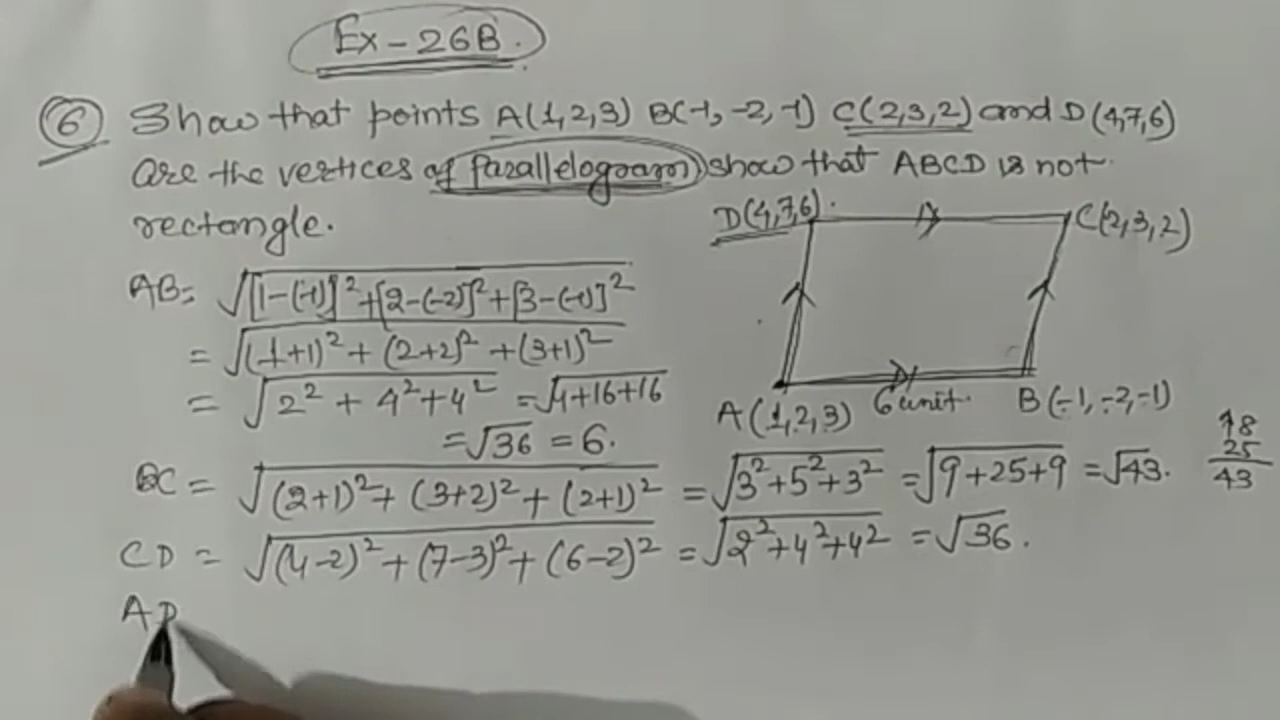 Ex - 26B.
(6) Show that points A(1,2,3) B(-1,-2,-1) C(2,3,2) and D(4,7,6)
are the vertices of parallelogram show that ABCD is not
rectangle.
D(4,7,6).
C(2,3,2)
AB = √[1-(-1)]²+[2-(-2)]²+[3-(-1)]²
= √(1+1)² + (2+2)² + (3+1)²
= √2² + 4² + 4² = √4+16+16
A(1,2,3) 6 unit. B(-1,-2,-1)
= √36 = 6.
18
25
43
BC = √(2+1)² + (3+2)² + (2+1)² = √3²+5²+3² = √9+25+9 = √43.
CD = √(4-2)² + (7-3)² + (6-2)² = √2²+4²+4² = √36.
AD